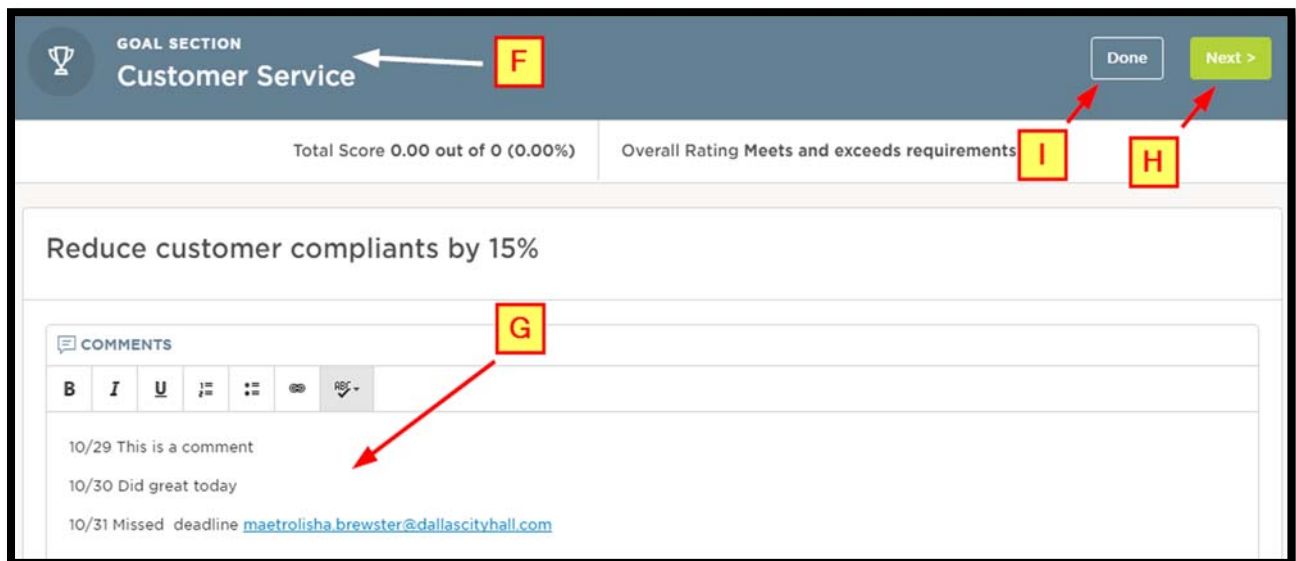 GOAL SECTION
Customer Service
F
Done
Next >
Total Score 0.00 out of 0 (0.00%)
Overall Rating Meets and exceeds requirements
I
H
Reduce customer compliants by 15%
G
COMMENTS
B I U ABC
10/29 This is a comment
10/30 Did great today
10/31 Missed deadline maetrolisha.brewster@dallascityhall.com